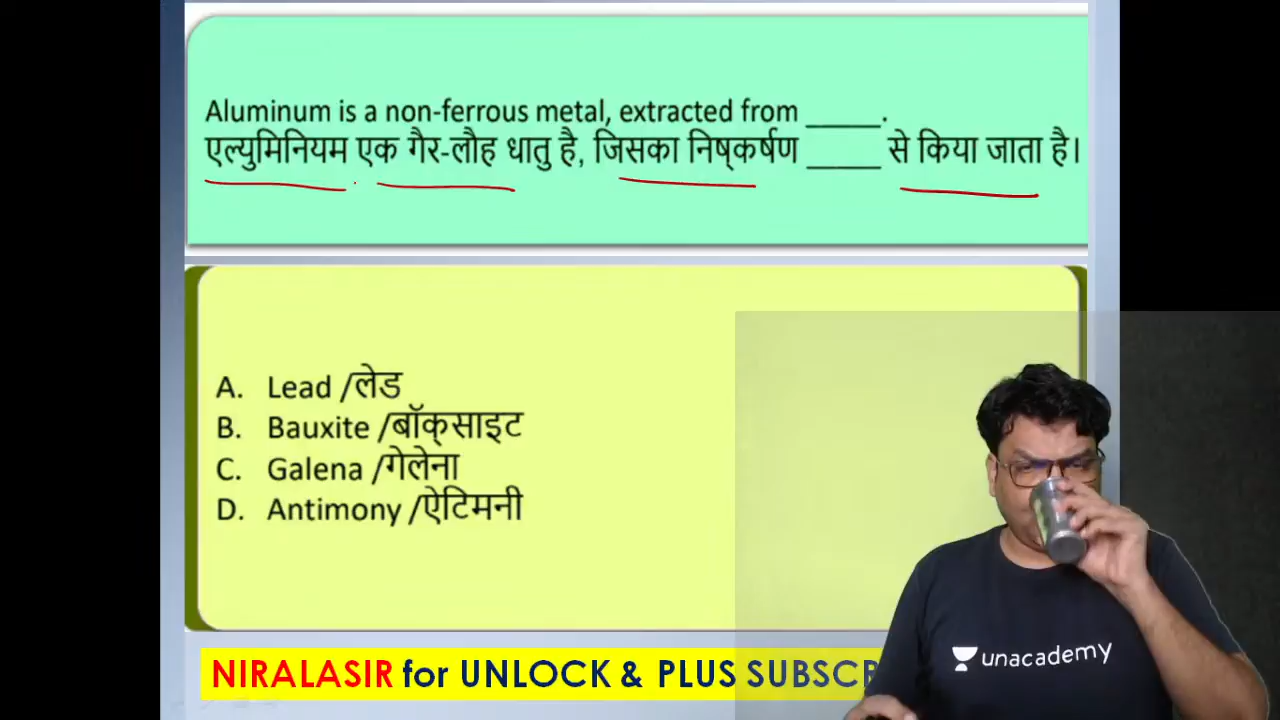 Aluminum is a non-ferrous metal, extracted from _____.
एल्युमिनियम एक गैर-लौह धातु है, जिसका निष्कर्षण _____ से किया जाता है।
A. Lead /लेड
B. Bauxite /बॉक्साइट
C. Galena /गेलेना
D. Antimony /ऐटिमनी
NIRALASIR for UNLOCK & PLUS SUBSCR
unacademy